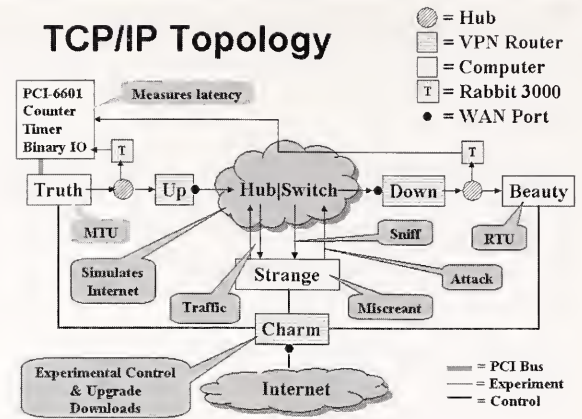 TCP/IP Topology
= Hub
= VPN Router
= Computer
T = Rabbit 3000
= WAN Port
PCI-6601
Counter
Timer
Binary IO
Measures latency
T
T
Truth
Up
Hub|Switch
Down
Beauty
MTU
Sniff
RTU
Simulates
Internet
Strange
Attack
Traffic
Miscreant
Charm
Experimental Control
& Upgrade
Downloads
Internet
= PCI Bus
= Experiment
= Control